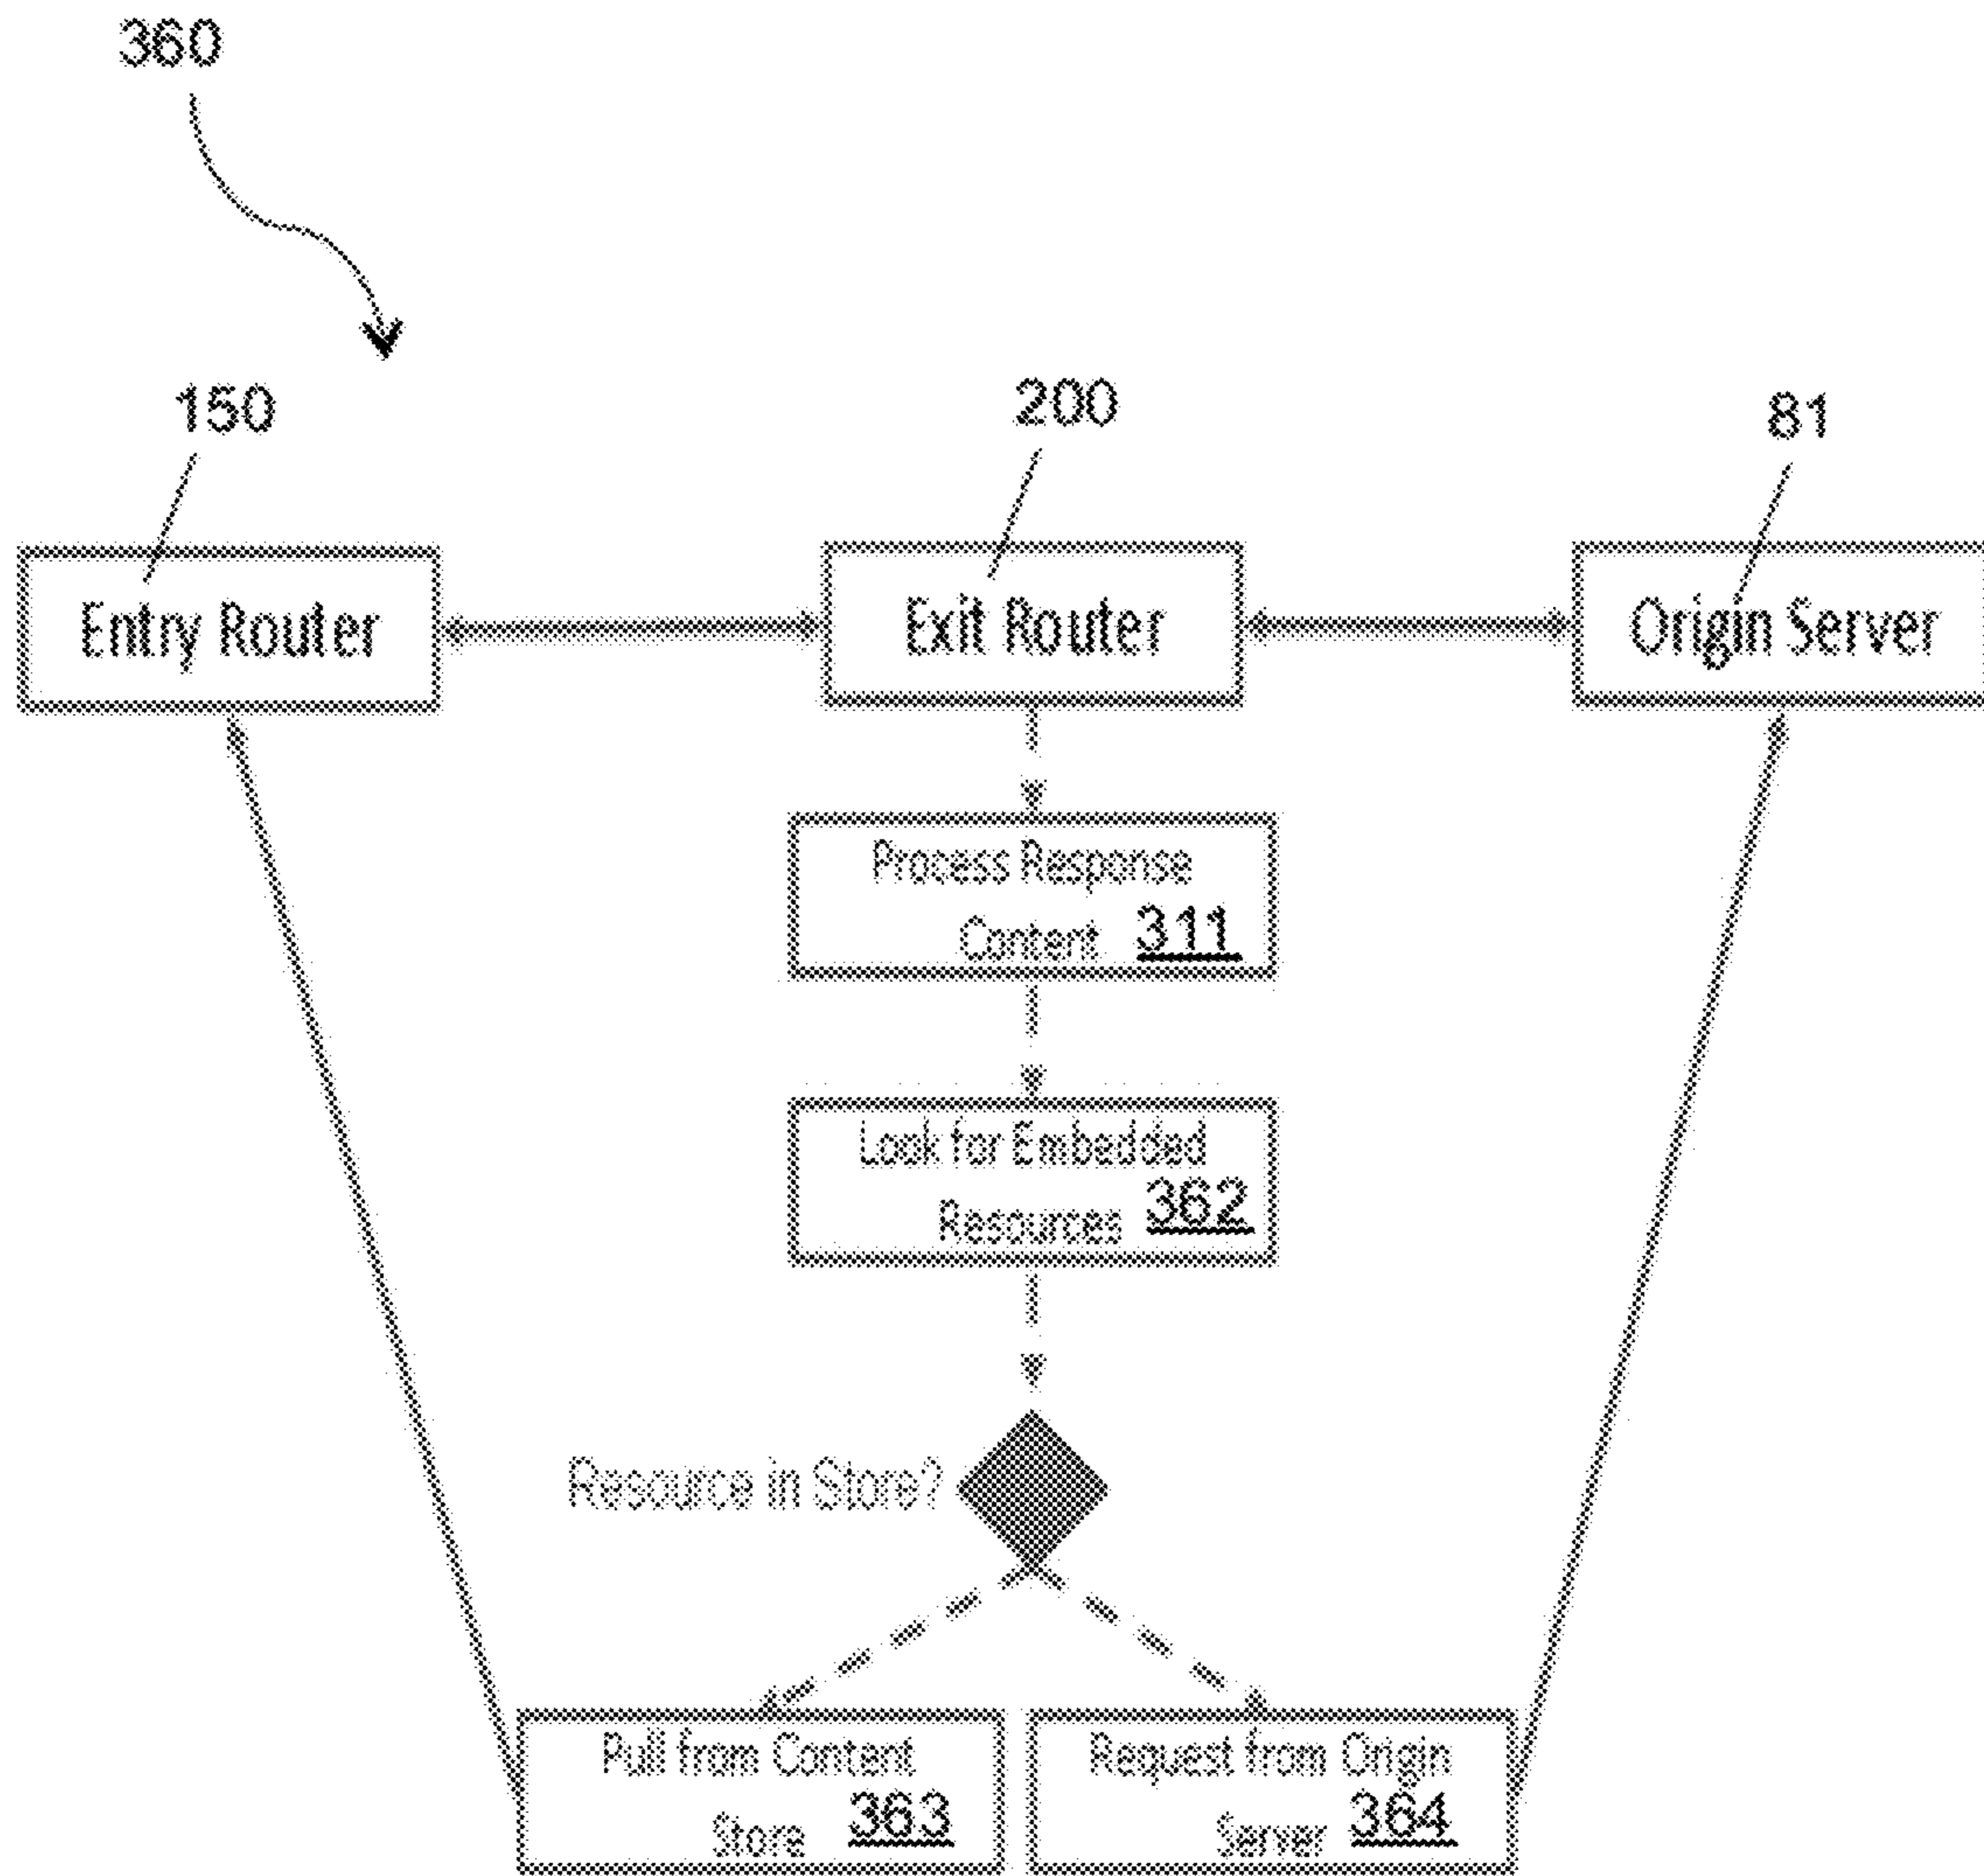 360
150
200
81
Entry Router
Exit Router
Origin Server
Process Response
Content 311
Look for Embedded
Resources 362
Resource in Store?
Pull from Content
Store 363
Request from Origin
Server 364